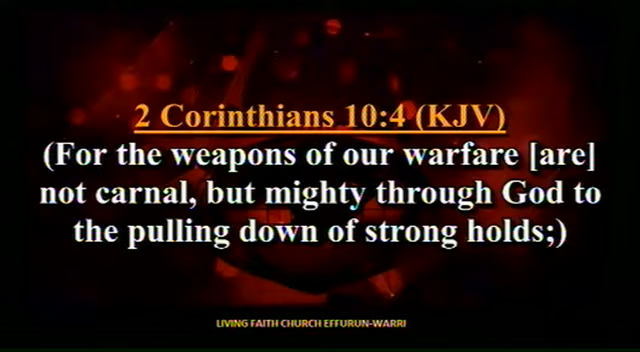 2 Corinthians 10:4 (KJV)
(For the weapons of our warfare [are]
not carnal, but mighty through God to
the pulling down of strong holds;)
LIVING FAITH CHURCH EFFURUN-WARRI